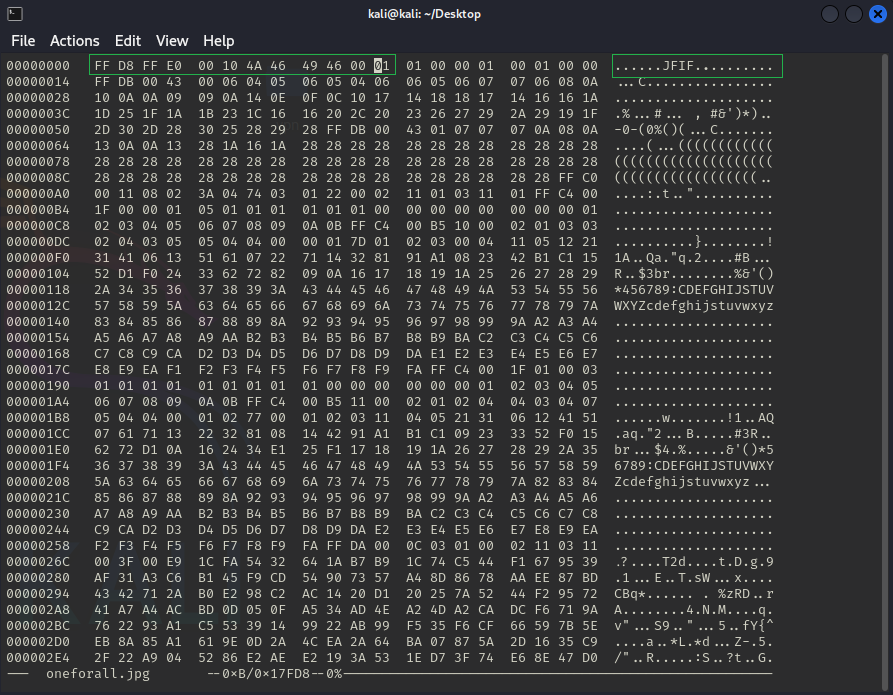 kali@kali: ~/Desktop
File Actions Edit View Help
00000000 FF D8 FF E0 00 10 4A 46 49 46 00 01 01 00 00 01 00 01 00 00 ......JFIF..........
00000014 FF DB 00 43 00 06 04 05 06 05 04 06 06 05 06 07 07 06 08 0A ...C................
00000028 10 0A 0A 09 09 0A 14 0E 0F 0C 10 17 14 18 18 17 14 16 16 1A ....................
0000003C 1D 25 1F 1A 1B 23 1C 16 16 20 2C 20 23 26 27 29 2A 29 19 1F .%...#... , #&')*)..
00000050 2D 30 2D 28 30 25 28 29 28 FF DB 00 43 01 07 07 07 0A 08 0A -0-(0%()(...C.......
00000064 13 0A 0A 13 28 1A 16 1A 28 28 28 28 28 28 28 28 28 28 28 28 ....(...((((((((((((
00000078 28 28 28 28 28 28 28 28 28 28 28 28 28 28 28 28 28 28 28 28 ((((((((((((((((((((
0000008C 28 28 28 28 28 28 28 28 28 28 28 28 28 28 28 28 28 28 FF C0 ((((((((((((((((((..
000000A0 00 11 08 02 3A 04 74 03 01 22 00 02 11 01 03 11 01 FF C4 00 ....:.t.."..........
000000B4 1F 00 00 01 05 01 01 01 01 01 01 00 00 00 00 00 00 00 00 01 ....................
000000C8 02 03 04 05 06 07 08 09 0A 0B FF C4 00 B5 10 00 02 01 03 03 ....................
000000DC 02 04 03 05 05 04 04 00 00 01 7D 01 02 03 00 04 11 05 12 21 ..........}........!
000000F0 31 41 06 13 51 61 07 22 71 14 32 81 91 A1 08 23 42 B1 C1 15 1A..Qa."q.2....#B...
00000104 52 D1 F0 24 33 62 72 82 09 0A 16 17 18 19 1A 25 26 27 28 29 R..$3br........%&'()
00000118 2A 34 35 36 37 38 39 3A 43 44 45 46 47 48 49 4A 53 54 55 56 *456789:CDEFGHIJSTUV
0000012C 57 58 59 5A 63 64 65 66 67 68 69 6A 73 74 75 76 77 78 79 7A WXYZcdefghijstuvwxyz
00000140 83 84 85 86 87 88 89 8A 92 93 94 95 96 97 98 99 9A A2 A3 A4 ....................
00000154 A5 A6 A7 A8 A9 AA B2 B3 B4 B5 B6 B7 B8 B9 BA C2 C3 C4 C5 C6 ....................
00000168 C7 C8 C9 CA D2 D3 D4 D5 D6 D7 D8 D9 DA E1 E2 E3 E4 E5 E6 E7 ....................
0000017C E8 E9 EA F1 F2 F3 F4 F5 F6 F7 F8 F9 FA FF C4 00 1F 01 00 03 ....................
00000190 01 01 01 01 01 01 01 01 01 00 00 00 00 00 00 01 02 03 04 05 ....................
000001A4 06 07 08 09 0A 0B FF C4 00 B5 11 00 02 01 02 04 04 03 04 07 ....................
000001B8 05 04 04 00 01 02 77 00 01 02 03 11 04 05 21 31 06 12 41 51 ......w.......!1..AQ
000001CC 07 61 71 13 22 32 81 08 14 42 91 A1 B1 C1 09 23 33 52 F0 15 .aq."2...B.....#3R..
000001E0 62 72 D1 0A 16 24 34 E1 25 F1 17 18 19 1A 26 27 28 29 2A 35 br...$4.%.....&'()*5
000001F4 36 37 38 39 3A 43 44 45 46 47 48 49 4A 53 54 55 56 57 58 59 6789:CDEFGHIJSTUVWXY
00000208 5A 63 64 65 66 67 68 69 6A 73 74 75 76 77 78 79 7A 82 83 84 Zcdefghijstuvwxyz...
0000021C 85 86 87 88 89 8A 92 93 94 95 96 97 98 99 9A A2 A3 A4 A5 A6 ....................
00000230 A7 A8 A9 AA B2 B3 B4 B5 B6 B7 B8 B9 BA C2 C3 C4 C5 C6 C7 C8 ....................
00000244 C9 CA D2 D3 D4 D5 D6 D7 D8 D9 DA E2 E3 E4 E5 E6 E7 E8 E9 EA ....................
00000258 F2 F3 F4 F5 F6 F7 F8 F9 FA FF DA 00 0C 03 01 00 02 11 03 11 ....................
0000026C 00 3F 00 E9 1C FA 54 32 64 1A B7 B9 1C 74 C5 44 F1 67 95 39 .?....T2d....t.D.g.9
00000280 AF 31 A3 C6 B1 45 F9 CD 54 90 73 57 A4 8D 86 78 AA EE 87 BD .1...E..T.sW...x....
00000294 43 42 71 2A B0 E2 98 C2 AC 14 20 D1 20 25 7A 52 44 F2 95 72 CBq*...... . %zRD..r
000002A8 41 A7 A4 AC BD 0D 05 0F A5 34 AD 4E A2 4D A2 CA DC F6 71 9A A........4.N.M....q.
000002BC 76 22 93 A1 C5 53 39 14 99 22 AB 99 F5 35 F6 CF 66 59 7B 5E v"...S9.."...5..fY{^
000002D0 EB 8A 85 A1 61 9E 0D 2A 4C EA 2A 64 BA 07 87 5A 2D 16 35 C9 ....a..*L.*d...Z-.5.
000002E4 2F 22 A9 04 52 86 E2 AE E2 19 3A 53 1E D7 3F 74 E6 8E 47 D0 /"..R.....:S..?t..G.
oneforall.jpg --0×B/0×17FD8--0%